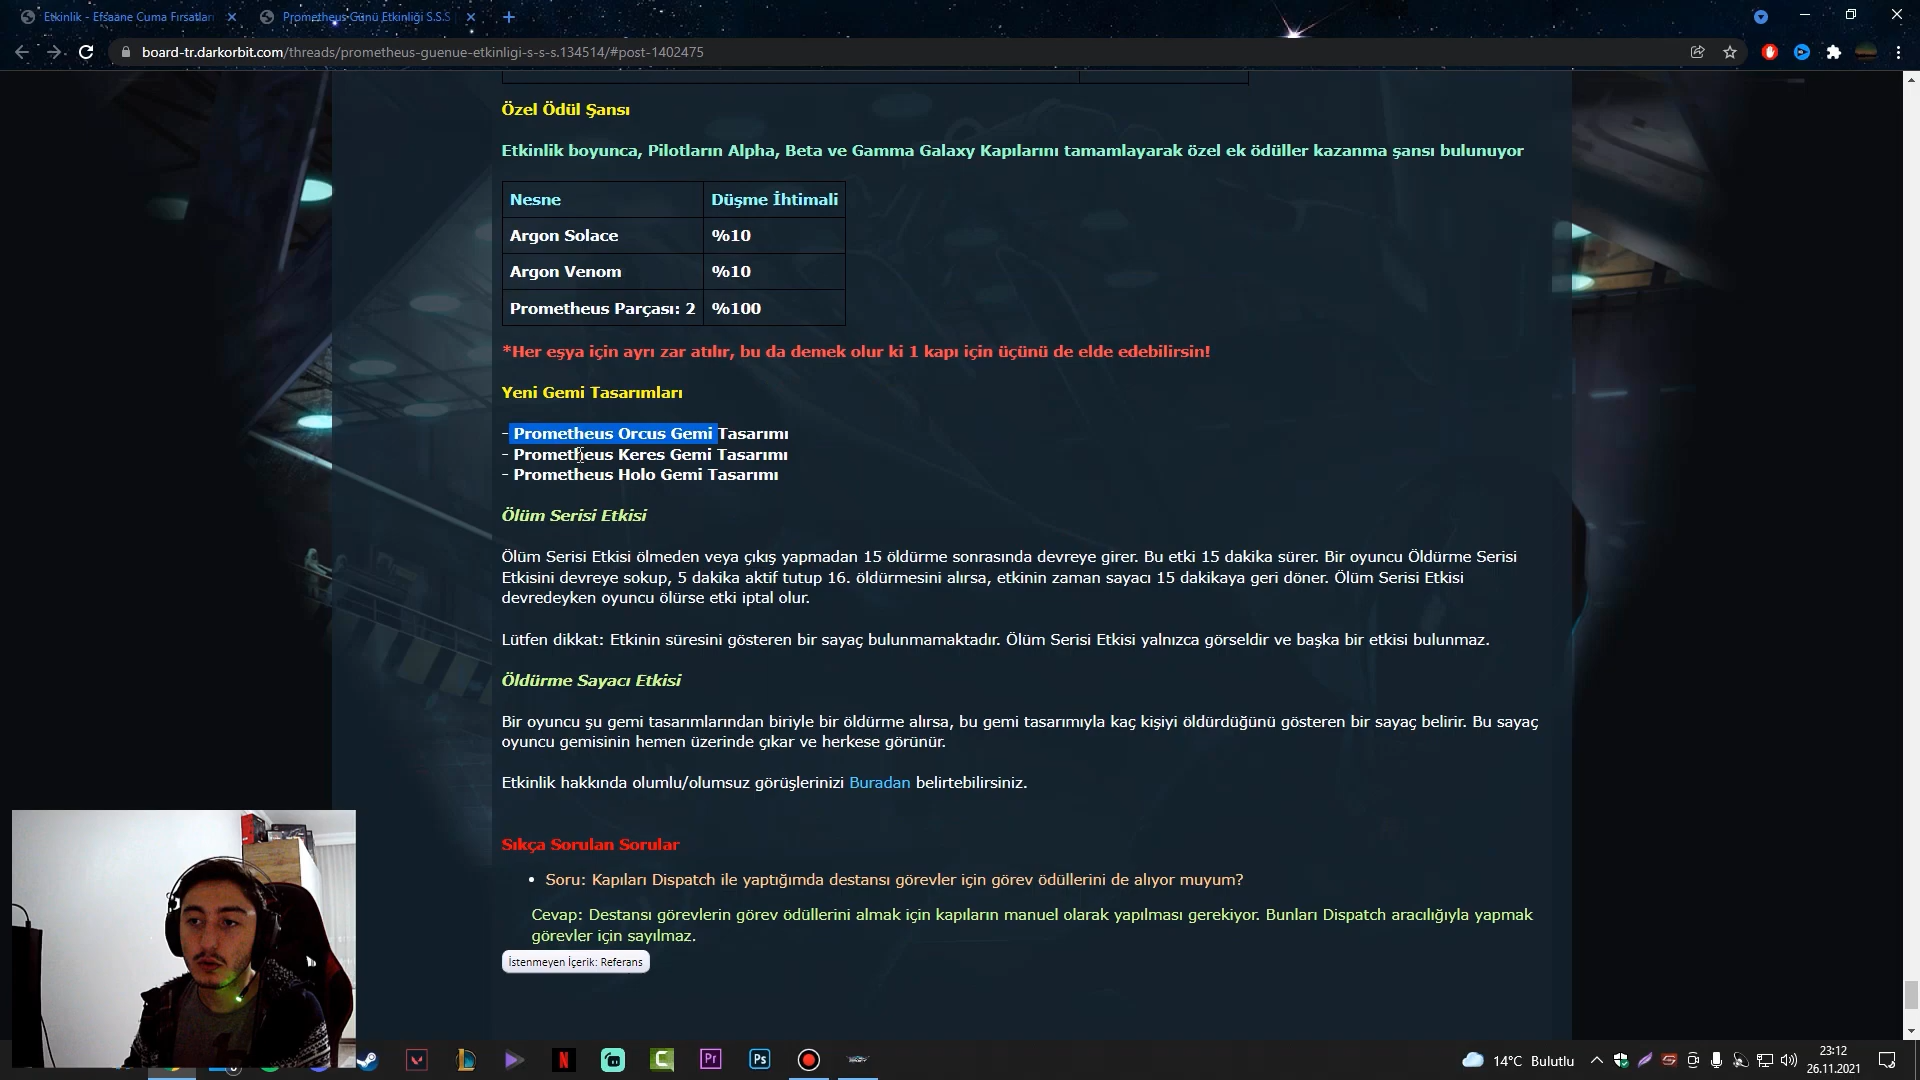 Etkinlik - Efsane Cuma Fırsatları
Prometheus Günü Etkinliği S.S.S
board-tr.darkorbit.com/threads/prometheus-guenue-etkinligi-s-s-s.134514/#post-1402475
Özel Ödül Şansı
Etkinlik boyunca, Pilotların Alpha, Beta ve Gamma Galaxy Kapılarını tamamlayarak özel ek ödüller kazanma şansı bulunuyor
Nesne Düşme İhtimali
Argon Solace %10
Argon Venom %10
Prometheus Parçası: 2 %100
*Her eşya için ayrı zar atılır, bu da demek olur ki 1 kapı için üçünü de elde edebilirsin!
Yeni Gemi Tasarımları
- Prometheus Orcus Gemi Tasarımı
- Prometheus Keres Gemi Tasarımı
- Prometheus Holo Gemi Tasarımı
Ölüm Serisi Etkisi
Ölüm Serisi Etkisi ölmeden veya çıkış yapmadan 15 öldürme sonrasında devreye girer. Bu etki 15 dakika sürer. Bir oyuncu Öldürme Serisi
Etkisini devreye sokup, 5 dakika aktif tutup 16. öldürmesini alırsa, etkinin zaman sayacı 15 dakikaya geri döner. Ölüm Serisi Etkisi
devredeyken oyuncu ölürse etki iptal olur.
Lütfen dikkat: Etkinin süresini gösteren bir sayaç bulunmamaktadır. Ölüm Serisi Etkisi yalnızca görseldir ve başka bir etkisi bulunmaz.
Öldürme Sayacı Etkisi
Bir oyuncu şu gemi tasarımlarından biriyle bir öldürme alırsa, bu gemi tasarımıyla kaç kişiyi öldürdüğünü gösteren bir sayaç belirir. Bu sayaç
oyuncu gemisinin hemen üzerinde çıkar ve herkese görünür.
Etkinlik hakkında olumlu/olumsuz görüşlerinizi Buradan belirtebilirsiniz.
Sıkça Sorulan Sorular
• Soru: Kapıları Dispatch ile yaptığımda destansı görevler için görev ödüllerini de alıyor muyum?
Cevap: Destansı görevlerin görev ödüllerini almak için kapıların manuel olarak yapılması gerekiyor. Bunları Dispatch aracılığıyla yapmak
görevler için sayılmaz.
İstenmeyen İçerik: Referans
N
C
Pr
Ps
14°C Bulutlu
23:12
26.11.2021